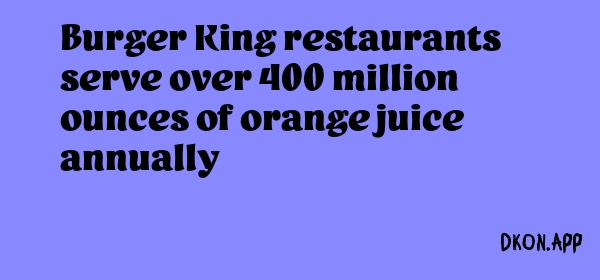 Burger King restaurants
serve over 400 million
ounces of orange juice
annually
DKON.APP